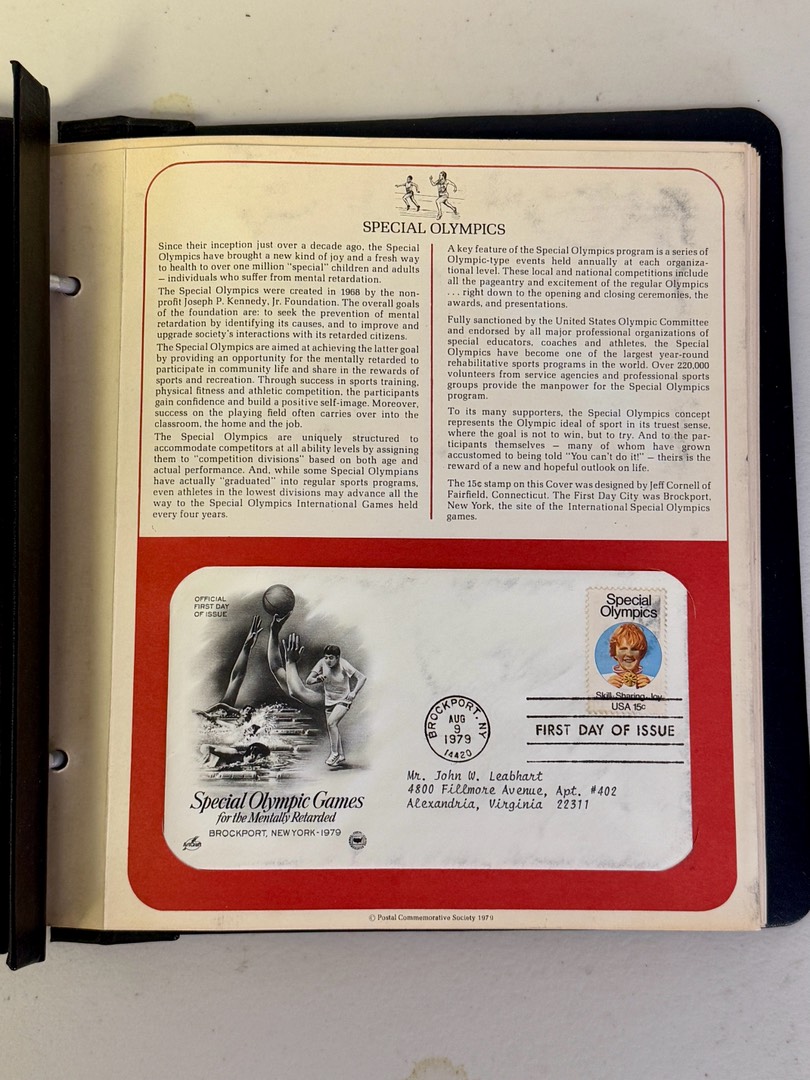 SPECIAL OLYMPICS
Since their inception just over a decade ago, the Special
Olympics have brought a new kind of joy and a fresh way
to health to over one million "special" children and adults
– individuals who suffer from mental retardation.
The Special Olympics were created in 1968 by the non-
profit Joseph P. Kennedy, Jr. Foundation. The overall goals
of the foundation are: to seek the prevention of mental
retardation by identifying its causes, and to improve and
upgrade society's interactions with its retarded citizens.
The Special Olympics are aimed at achieving the latter goal
by providing an opportunity for the mentally retarded to
participate in community life and share in the rewards of
sports and recreation. Through success in sports training,
physical fitness and athletic competition, the participants
gain confidence and build a positive self-image. Moreover,
success on the playing field often carries over into the
classroom, the home and the job.
The Special Olympics are uniquely structured to
accommodate competitors at all ability levels by assigning
them to "competition divisions" based on both age and
actual performance. And, while some Special Olympians
have actually "graduated" into regular sports programs,
even athletes in the lowest divisions may advance all the
way to the Special Olympics International Games held
every four years.
A key feature of the Special Olympics program is a series of
Olympic-type events held annually at each organiza-
tional level. These local and national competitions include
all the pageantry and excitement of the regular Olympics
. . . right down to the opening and closing ceremonies, the
awards, and presentations.
Fully sanctioned by the United States Olympic Committee
and endorsed by all major professional organizations of
special educators, coaches and athletes, the Special
Olympics have become one of the largest year-round
rehabilitative sports programs in the world. Over 220,000
volunteers from service agencies and professional sports
groups provide the manpower for the Special Olympics
program.
To its many supporters, the Special Olympics concept
represents the Olympic ideal of sport in its truest sense,
where the goal is not to win, but to try. And to the par-
ticipants themselves – many of whom have grown
accustomed to being told "You can't do it!" – theirs is the
reward of a new and hopeful outlook on life.
The 15¢ stamp on this Cover was designed by Jeff Cornell of
Fairfield, Connecticut. The First Day City was Brockport,
New York, the site of the International Special Olympics
games.
OFFICIAL
FIRST DAY
OF ISSUE
Special
Olympics
Skill·Sharing·Joy
USA 15c
BROCKPORT, NY
AUG
9
1979
14420
FIRST DAY OF ISSUE
Mr. John W. Leabhart
4800 Fillmore Avenue, Apt. #402
Alexandria, Virginia 22311
Special Olympic Games
for the Mentally Retarded
BROCKPORT, NEW YORK-1979
ArtCraft
© Postal Commemorative Society 1979